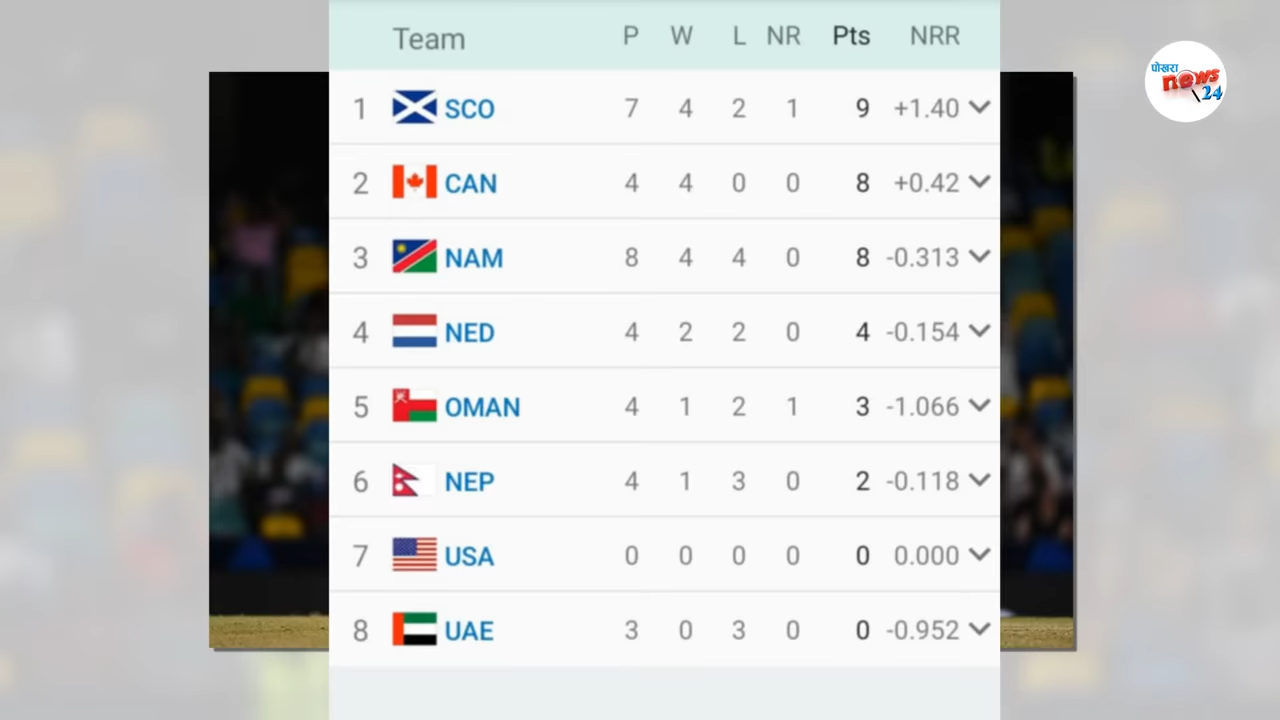 Team P W L NR Pts NRR
1 SCO 7 4 2 1 9 +1.40
2 CAN 4 4 0 0 8 +0.42
3 NAM 8 4 4 0 8 -0.313
4 NED 4 2 2 0 4 -0.154
5 OMAN 4 1 2 1 3 -1.066
6 NEP 4 1 3 0 2 -0.118
7 USA 0 0 0 0 0 0.000
8 UAE 3 0 3 0 0 -0.952
पोखरा
news
24